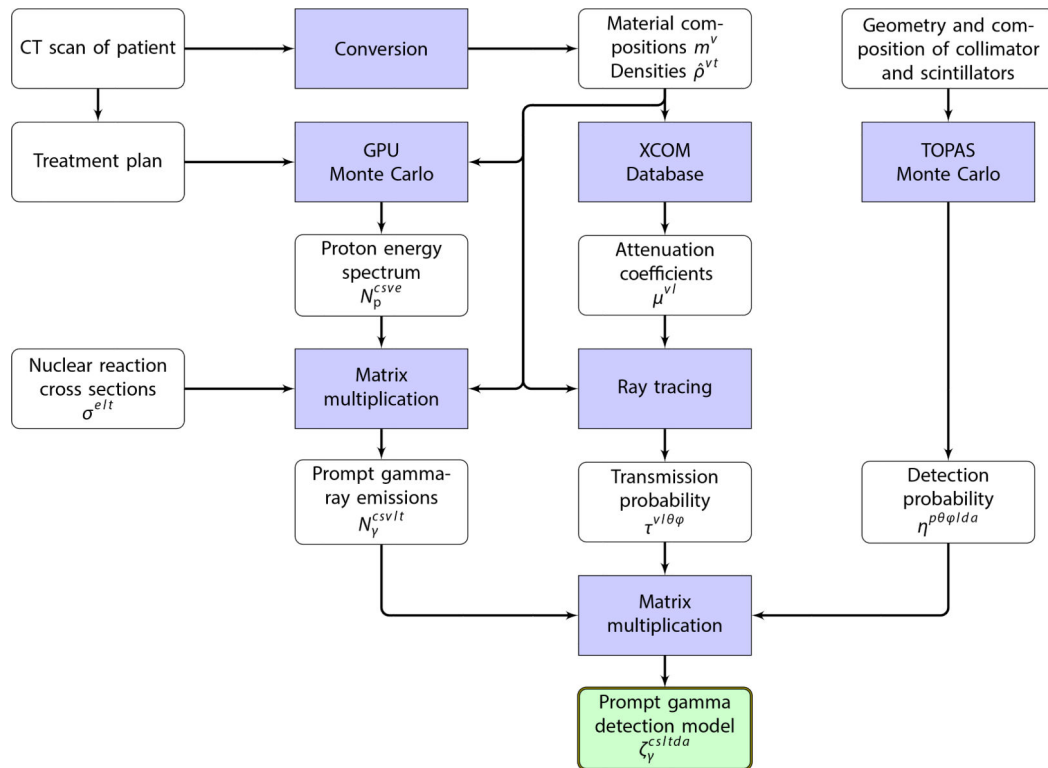 CT scan of patient
Conversion
Material com-
positions m^v
Densities ρ̂^vt
Geometry and com-
position of collimator
and scintillators
Treatment plan
GPU
Monte Carlo
XCOM
Database
TOPAS
Monte Carlo
Proton energy
spectrum
N_p^csve
Attenuation
coefficients
μ^vl
Nuclear reaction
cross sections
σ^elt
Matrix
multiplication
Ray tracing
Prompt gamma-
ray emissions
N_γ^csvlt
Transmission
probability
τ^vlθφ
Detection
probability
η^pθφlda
Matrix
multiplication
Prompt gamma
detection model
ζ_γ^csltda